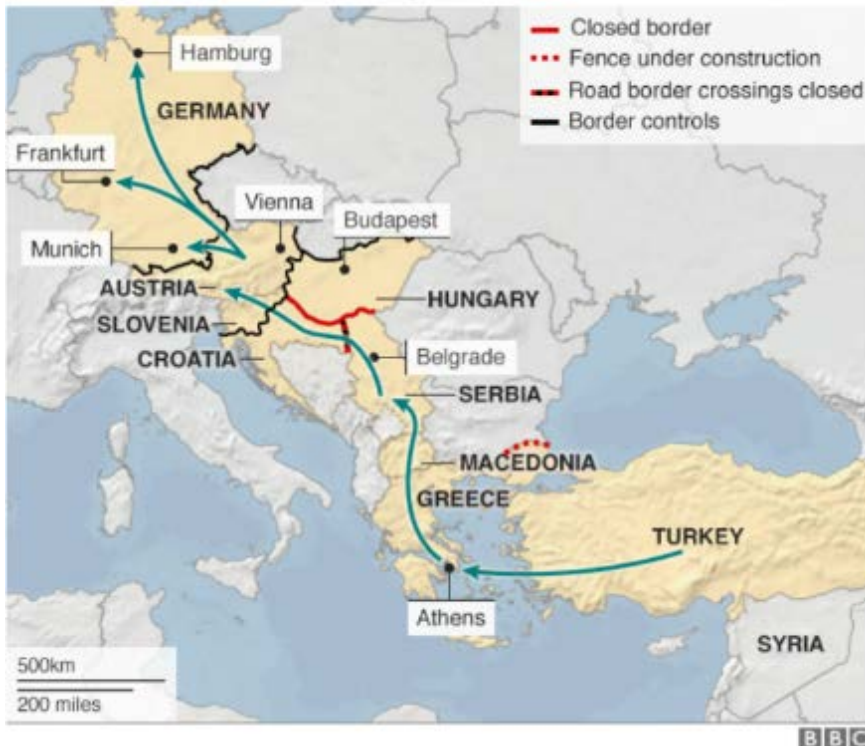 Hamburg
GERMANY
Frankfurt
Vienna
Budapest
Munich
AUSTRIA
HUNGARY
SLOVENIA
CROATIA
Belgrade
SERBIA
MACEDONIA
GREECE
TURKEY
Athens
SYRIA
Closed border
Fence under construction
Road border crossings closed
Border controls
500km
200 miles
BBC